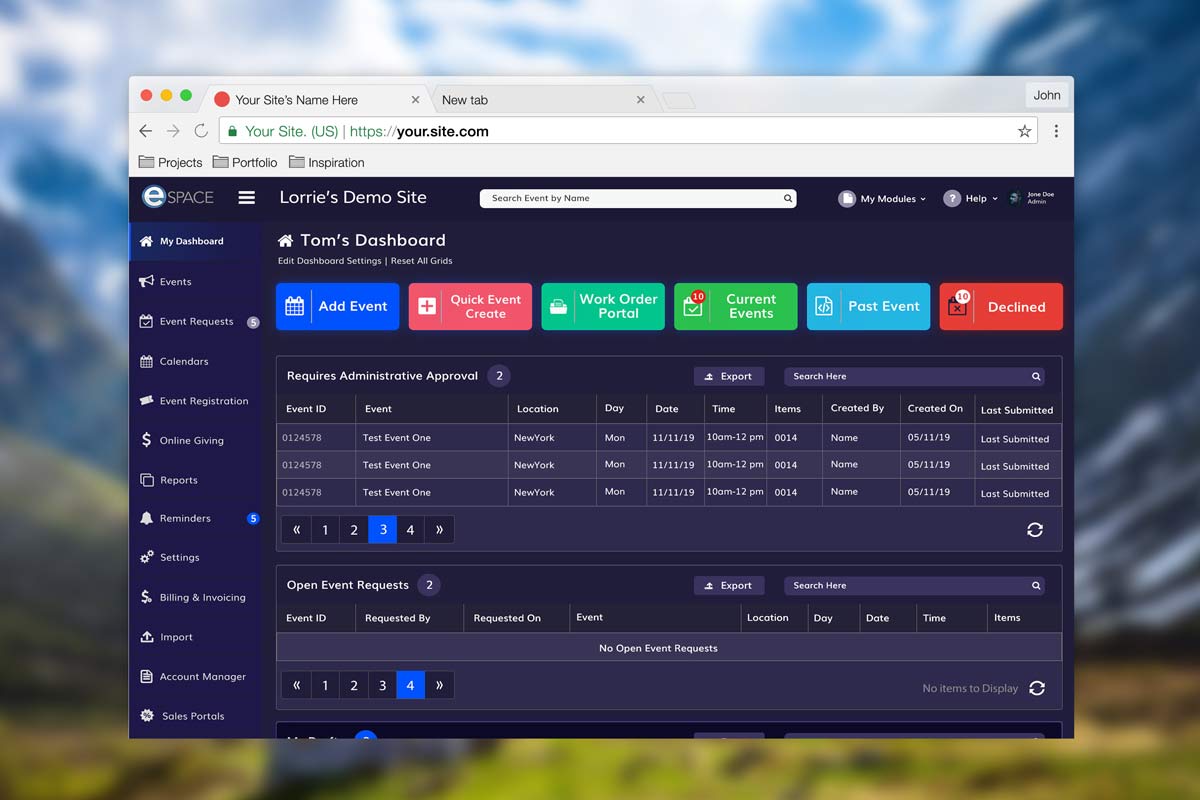 Your Site's Name Here
New tab
John
Your Site. (US) | https://your.site.com
Projects Portfolio Inspiration
eSPACE
Lorrie's Demo Site
Search Event by Name
My Modules
? Help
Jone Doe
Admin
My Dashboard
Events
Event Requests 5
Calendars
Event Registration
Online Giving
Reports
Reminders 5
Settings
Billing & Invoicing
Import
Account Manager
Sales Portals
Tom's Dashboard
Edit Dashboard Settings | Reset All Grids
Add Event
Quick Event
Create
Work Order
Portal
10
Current
Events
Past Event
10
Declined
Requires Administrative Approval 2
Export
Search Here
Event ID Event Location Day Date Time Items Created By Created On Last Submitted
0124578 Test Event One NewYork Mon 11/11/19 10am-12 pm 0014 Name 05/11/19 Last Submitted
0124578 Test Event One NewYork Mon 11/11/19 10am-12 pm 0014 Name 05/11/19 Last Submitted
0124578 Test Event One NewYork Mon 11/11/19 10am-12 pm 0014 Name 05/11/19 Last Submitted
« 1 2 3 4 »
Open Event Requests 2
Export
Search Here
Event ID Requested By Requested On Event Location Day Date Time Items
No Open Event Requests
« 1 2 3 4 »
No items to Display